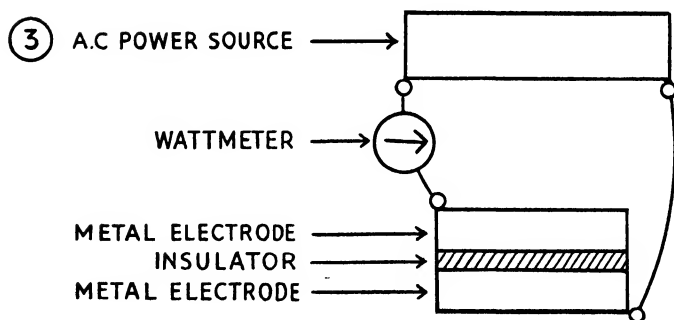 3 A.C POWER SOURCE
WATTMETER
METAL ELECTRODE
INSULATOR
METAL ELECTRODE